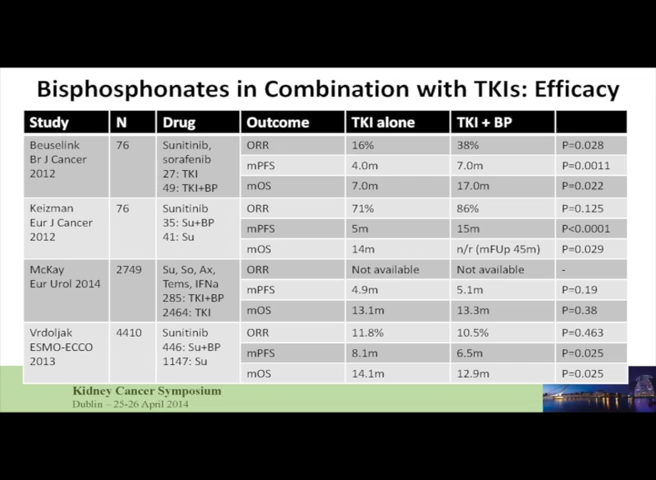 Bisphosphonates in Combination with TKIs: Efficacy
Study N Drug Outcome TKI alone TKI + BP
Beuselink 76 Sunitinib, ORR 16% 38% P=0.028
Br J Cancer sorafenib mPFS 4.0m 7.0m P=0.0011
2012 27: TKI
49: TKI+BP mOS 7.0m 17.0m P=0.022
Keizman 76 Sunitinib ORR 71% 86% P=0.125
Eur J Cancer 35: Su+BP mPFS 5m 15m P<0.0001
2012 41: Su mOS 14m n/r (mFUp 45m) P=0.029
McKay 2749 Su, So, Ax, ORR Not available Not available -
Eur Urol 2014 Tems, IFNa mPFS 4.9m 5.1m P=0.19
285: TKI+BP
2464: TKI mOS 13.1m 13.3m P=0.38
Vrdoljak 4410 Sunitinib ORR 11.8% 10.5% P=0.463
ESMO-ECCO 446: Su+BP mPFS 8.1m 6.5m P=0.025
2013 1147: Su mOS 14.1m 12.9m P=0.025
Kidney Cancer Symposium
Dublin – 25-26 April 2014